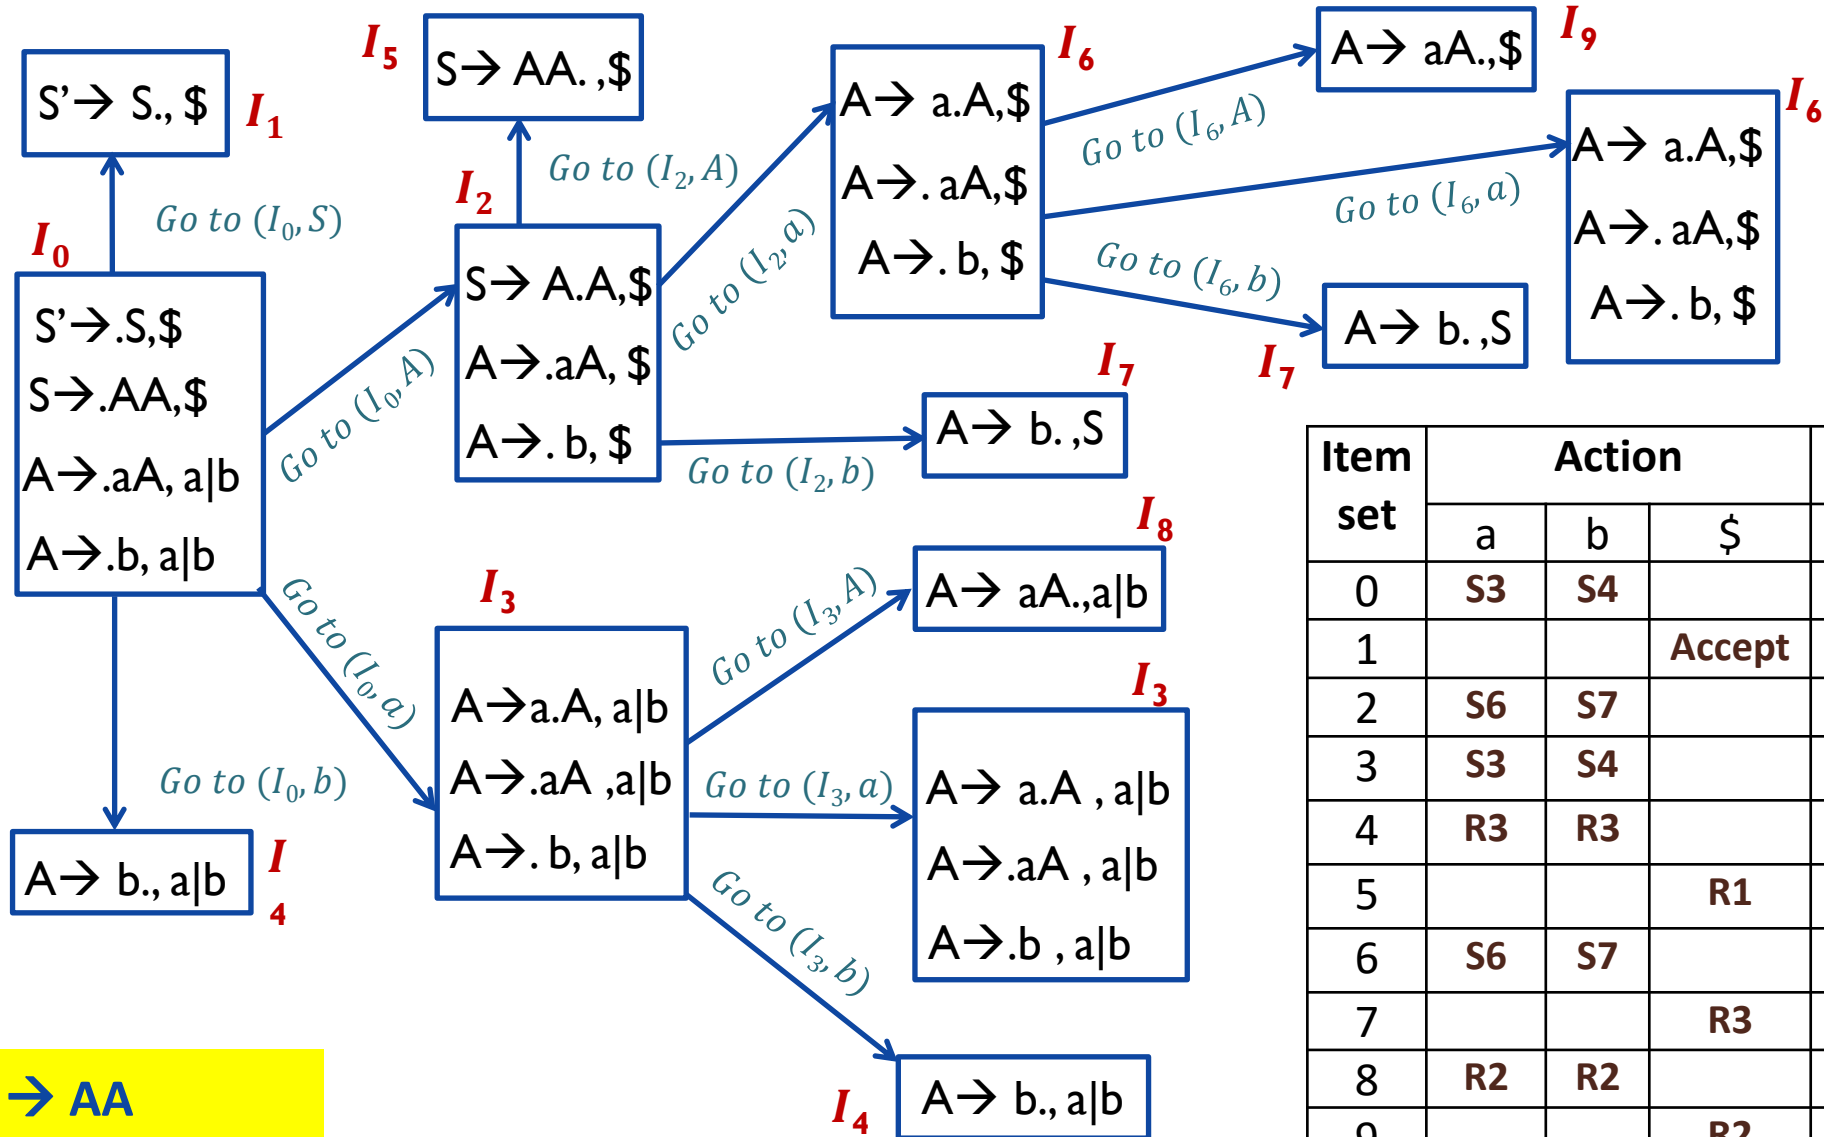 I5
S→ AA. ,$
I6
A→ a.A,$
A→. aA,$
A→. b, $
A→ aA.,$
I9
S'→ S., $
I1
Go to (I0, S)
Go to (I2, A)
Go to (I2, a)
Go to (I6, A)
Go to (I6, a)
Go to (I6, b)
I6
A→ a.A,$
A→. aA,$
A→. b, $
I0
S'→.S,$
S→.AA,$
A→.aA, a|b
A→.b, a|b
Go to (I0, A)
I2
S→ A.A,$
A→.aA, $
A→. b, $
I7
A→ b. ,S
I7
A→ b. ,S
Go to (I2, b)
Go to (I0, a)
Go to (I0, b)
A→ b., a|b
I
4
I3
A→a.A, a|b
A→.aA ,a|b
A→. b, a|b
Go to (I3, A)
I8
A→ aA.,a|b
Go to (I3, a)
I3
A→ a.A , a|b
A→.aA , a|b
A→.b , a|b
Go to (I3, b)
I4
A→ b., a|b
→ AA
Item set Action
a b $
0 S3 S4
1 Accept
2 S6 S7
3 S3 S4
4 R3 R3
5 R1
6 S6 S7
7 R3
8 R2 R2
9 R2